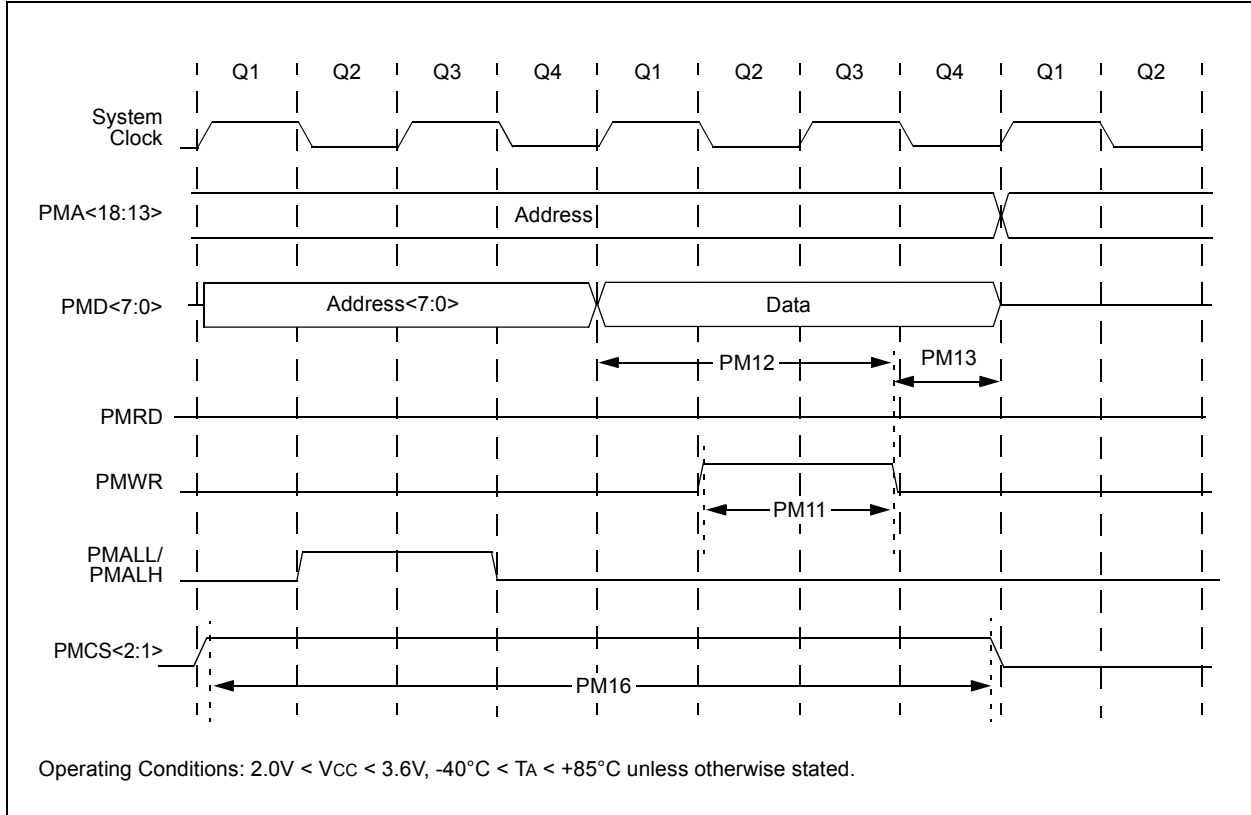 Q1 Q2 Q3 Q4 Q1 Q2 Q3 Q4 Q1 Q2
System
Clock
PMA<18:13>
Address
PMD<7:0>
Address<7:0>
Data
PM12
PM13
PMRD
PMWR
PM11
PMALL/
PMALH
PMCS<2:1>
PM16
Operating Conditions: 2.0V < VCC < 3.6V, -40°C < TA < +85°C unless otherwise stated.